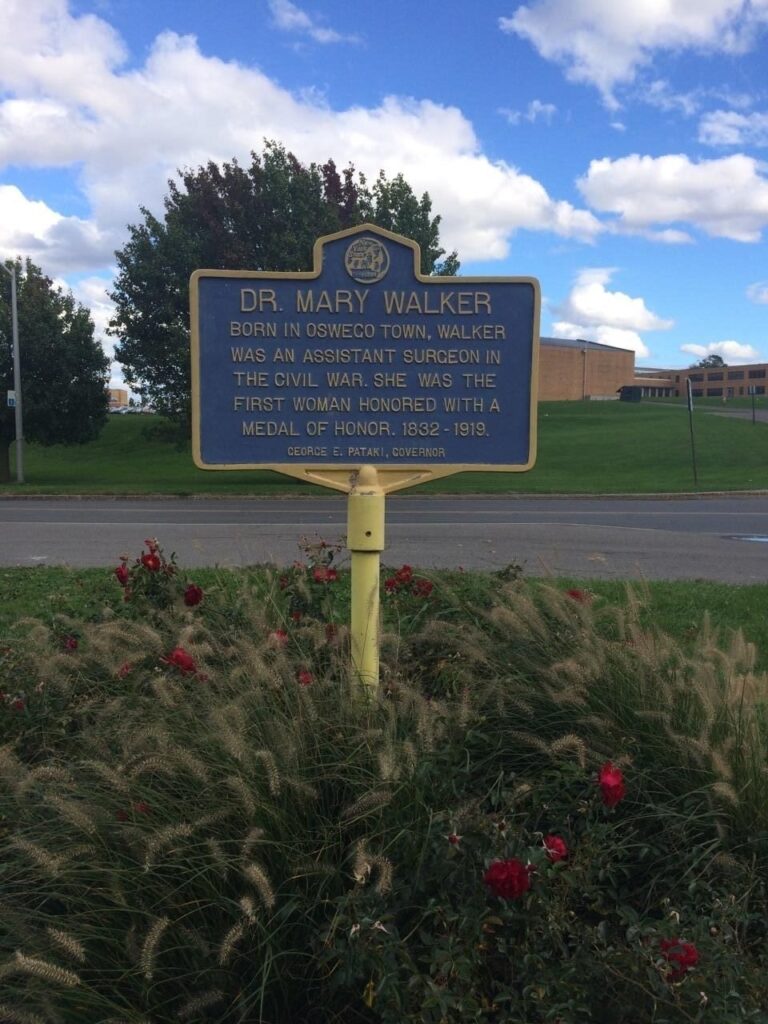 DR. MARY WALKER
BORN IN OSWEGO TOWN, WALKER
WAS AN ASSISTANT SURGEON IN
THE CIVIL WAR. SHE WAS THE
FIRST WOMAN HONORED WITH A
MEDAL OF HONOR. 1832 - 1919.
GEORGE E. PATAKI, GOVERNOR